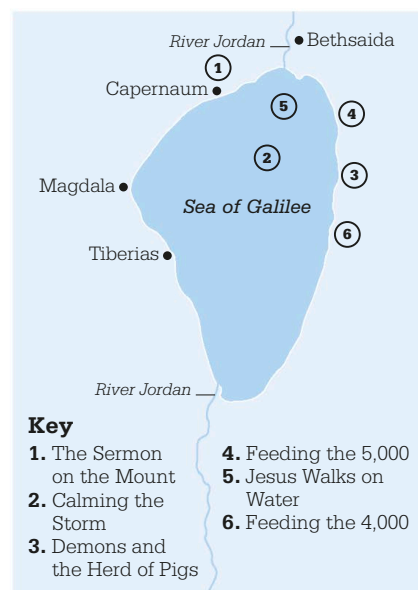 River Jordan
Bethsaida
1
Capernaum
5
4
2
3
Magdala
Sea of Galilee
6
Tiberias
River Jordan
Key
1. The Sermon
on the Mount
2. Calming the
Storm
3. Demons and
the Herd of Pigs
4. Feeding the 5,000
5. Jesus Walks on
Water
6. Feeding the 4,000